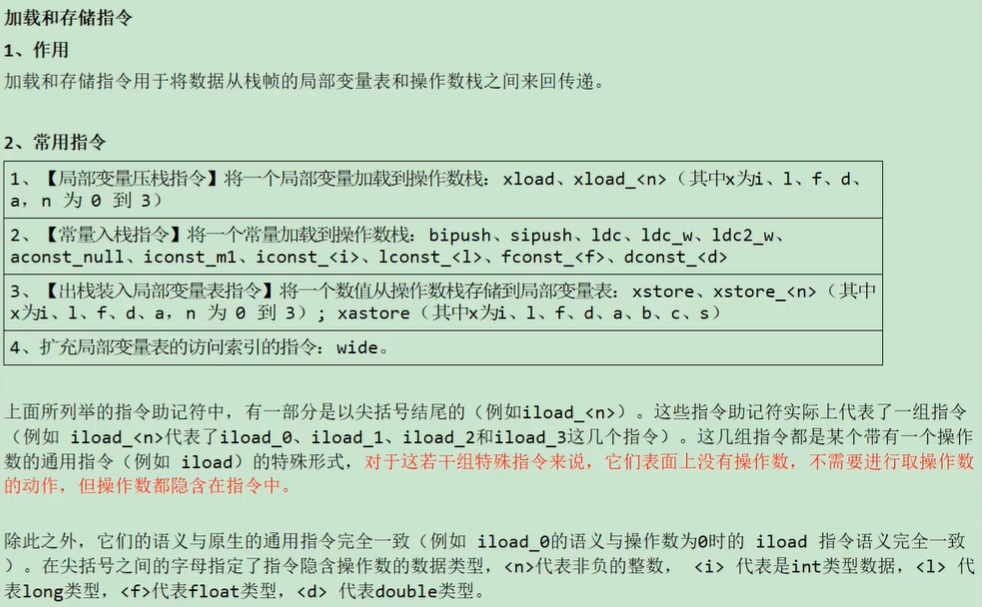 加载和存储指令
1、作用
加载和存储指令用于将数据从栈帧的局部变量表和操作数栈之间来回传递。
2、常用指令
1、【局部变量压栈指令】将一个局部变量加载到操作数栈：xload、xload_<n>（其中x为i、l、f、d、
a，n 为 0 到 3）
2、【常量入栈指令】将一个常量加载到操作数栈：bipush、sipush、ldc、ldc_w、ldc2_w、
aconst_null、iconst_m1、iconst_<i>、lconst_<l>、fconst_<f>、dconst_<d>
3、【出栈装入局部变量表指令】将一个数值从操作数栈存储到局部变量表：xstore、xstore_<n>（其中
x为i、l、f、d、a，n 为 0 到 3）; xastore（其中x为i、l、f、d、a、b、c、s）
4、扩充局部变量表的访问索引的指令：wide。
上面所列举的指令助记符中，有一部分是以尖括号结尾的（例如iload_<n>）。这些指令助记符实际上代表了一组指令
（例如 iload_<n>代表了iload_0、iload_1、iload_2和iload_3这几个指令）。这几组指令都是某个带有一个操作
数的通用指令（例如 iload）的特殊形式，对于这若干组特殊指令来说，它们表面上没有操作数，不需要进行取操作数
的动作，但操作数都隐含在指令中。
除此之外，它们的语义与原生的通用指令完全一致（例如 iload_0的语义与操作数为0时的 iload 指令语义完全一致
）。在尖括号之间的字母指定了指令隐含操作数的数据类型，<n>代表非负的整数， <i> 代表是int类型数据，<l> 代
表long类型，<f>代表float类型，<d> 代表double类型。